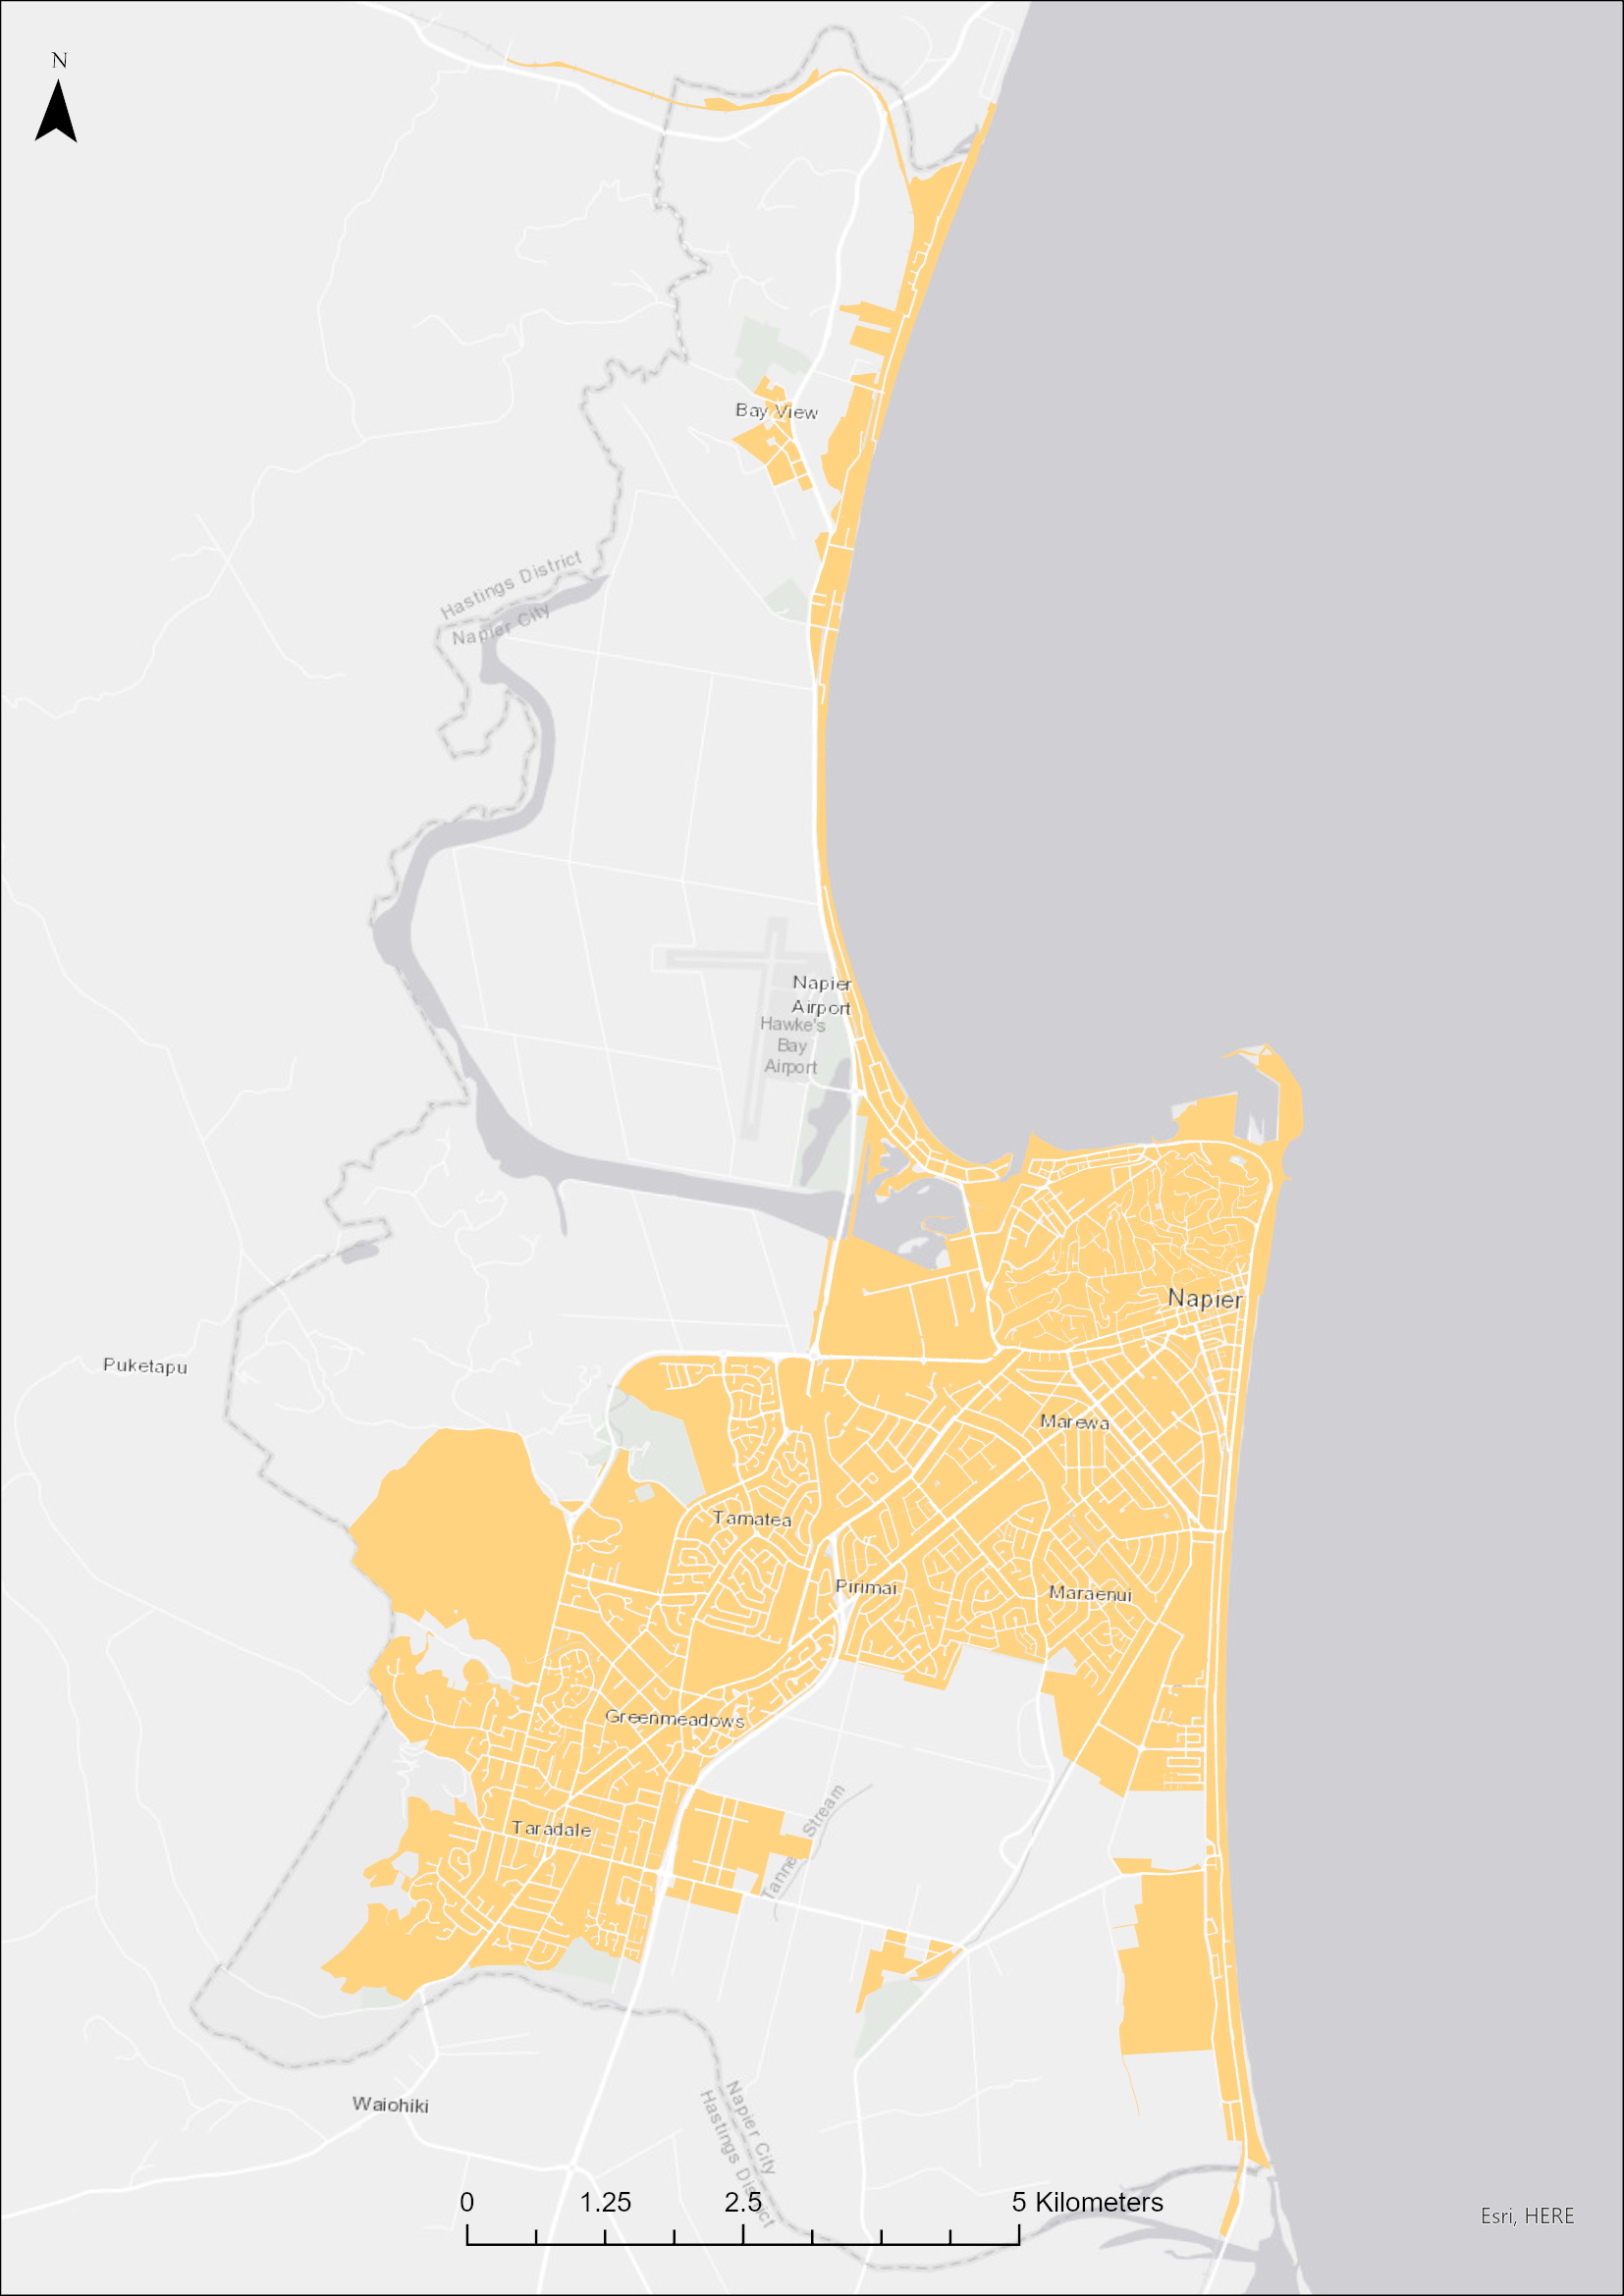 N
Bay View
Hastings District
Napier City
Napier
Airport
Hawke's
Bay
Airport
Napier
Puketapu
Marewa
Tamatea
Pirimai
Maraenui
Greenmeadows
Taradale
Stream
Waiohiki
Napier City
Hastings District
0 1.25 2.5 5 Kilometers
Esri, HERE